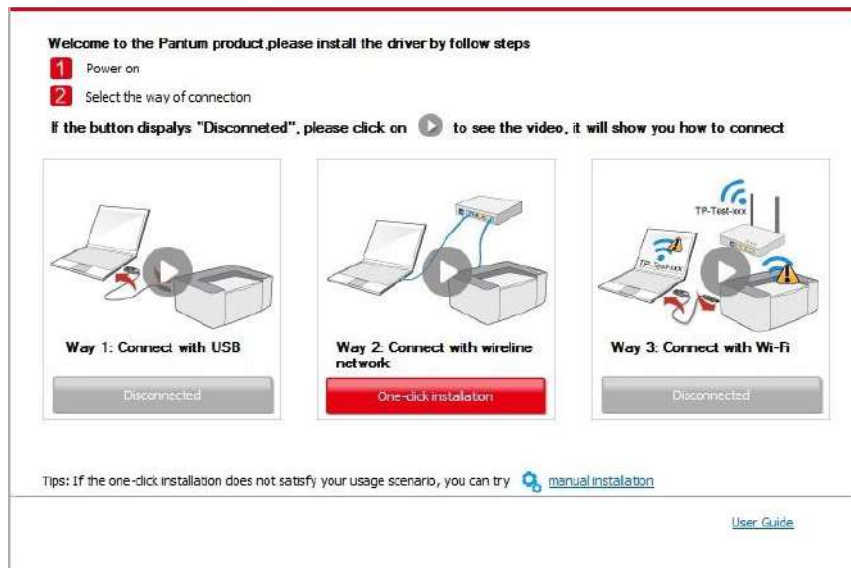 Welcome to the Pantum product,please install the driver by follow steps
1 Power on
2 Select the way of connection
If the button dispalys "Disconneted", please click on to see the video, it will show you how to connect
TP-Test-xxx
TP-Test-xxx
Way 1: Connect with USB
Way 2: Connect with wireline
network
Way 3: Connect with Wi-Fi
Disconnected
One-click installation
Disconnected
Tips: If the one-click installation does not satisfy your usage scenario, you can try manual installation
User Guide